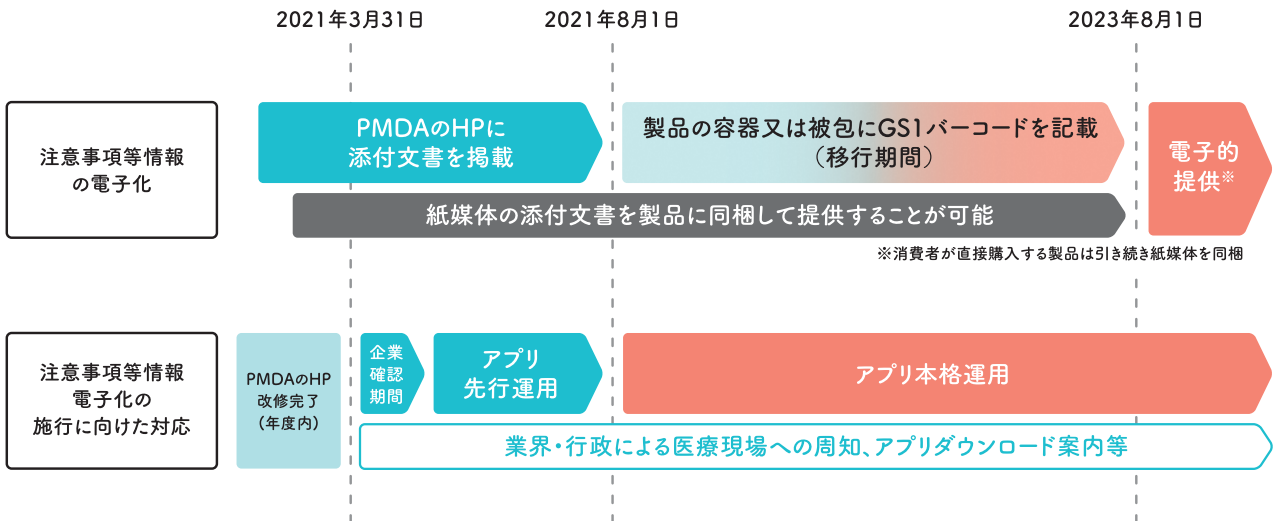 2021年3月31日
2021年8月1日
2023年8月1日
注意事項等情報
の電子化
PMDAのHPに
添付文書を掲載
製品の容器又は被包にGS1バーコードを記載
（移行期間）
電子的
提供※
紙媒体の添付文書を製品に同梱して提供することが可能
※消費者が直接購入する製品は引き続き紙媒体を同梱
注意事項等情報
電子化の
施行に向けた対応
PMDAのHP
改修完了
（年度内）
企業
確認
期間
アプリ
先行運用
アプリ本格運用
業界・行政による医療現場への周知、アプリダウンロード案内等